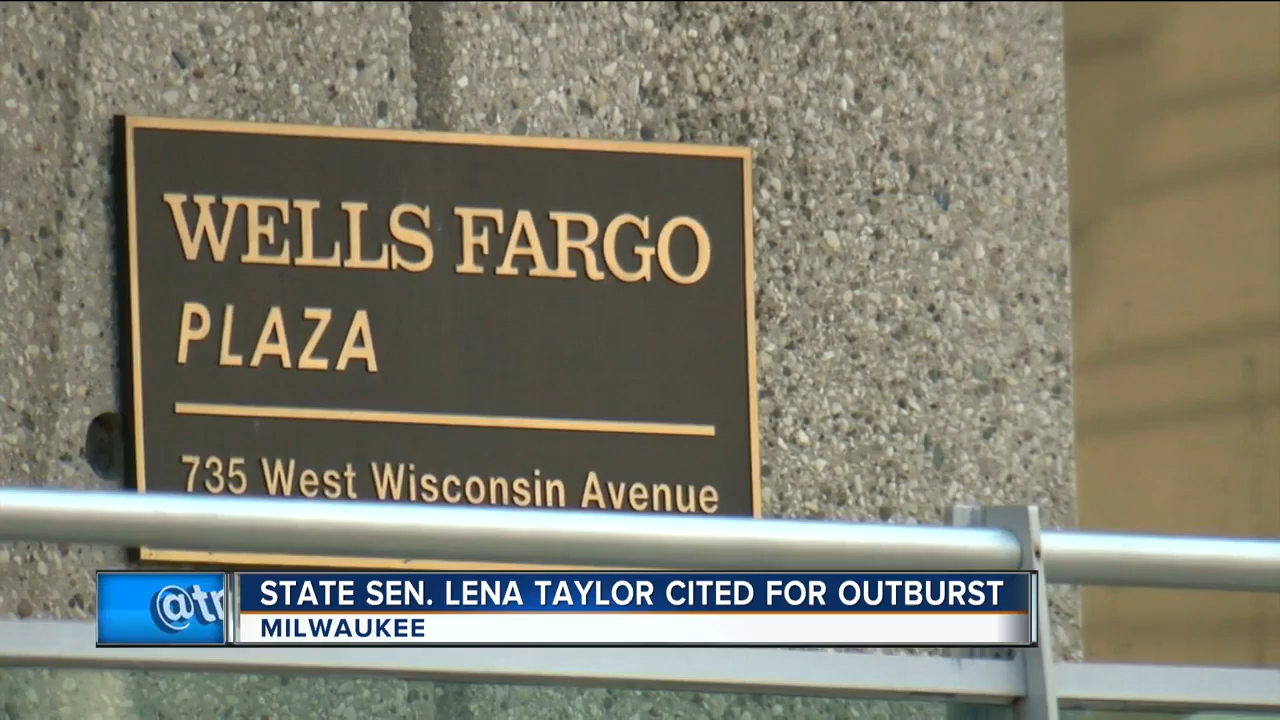 WELLS FARGO
PLAZA
735 West Wisconsin Avenue
STATE SEN. LENA TAYLOR CITED FOR OUTBURST
MILWAUKEE